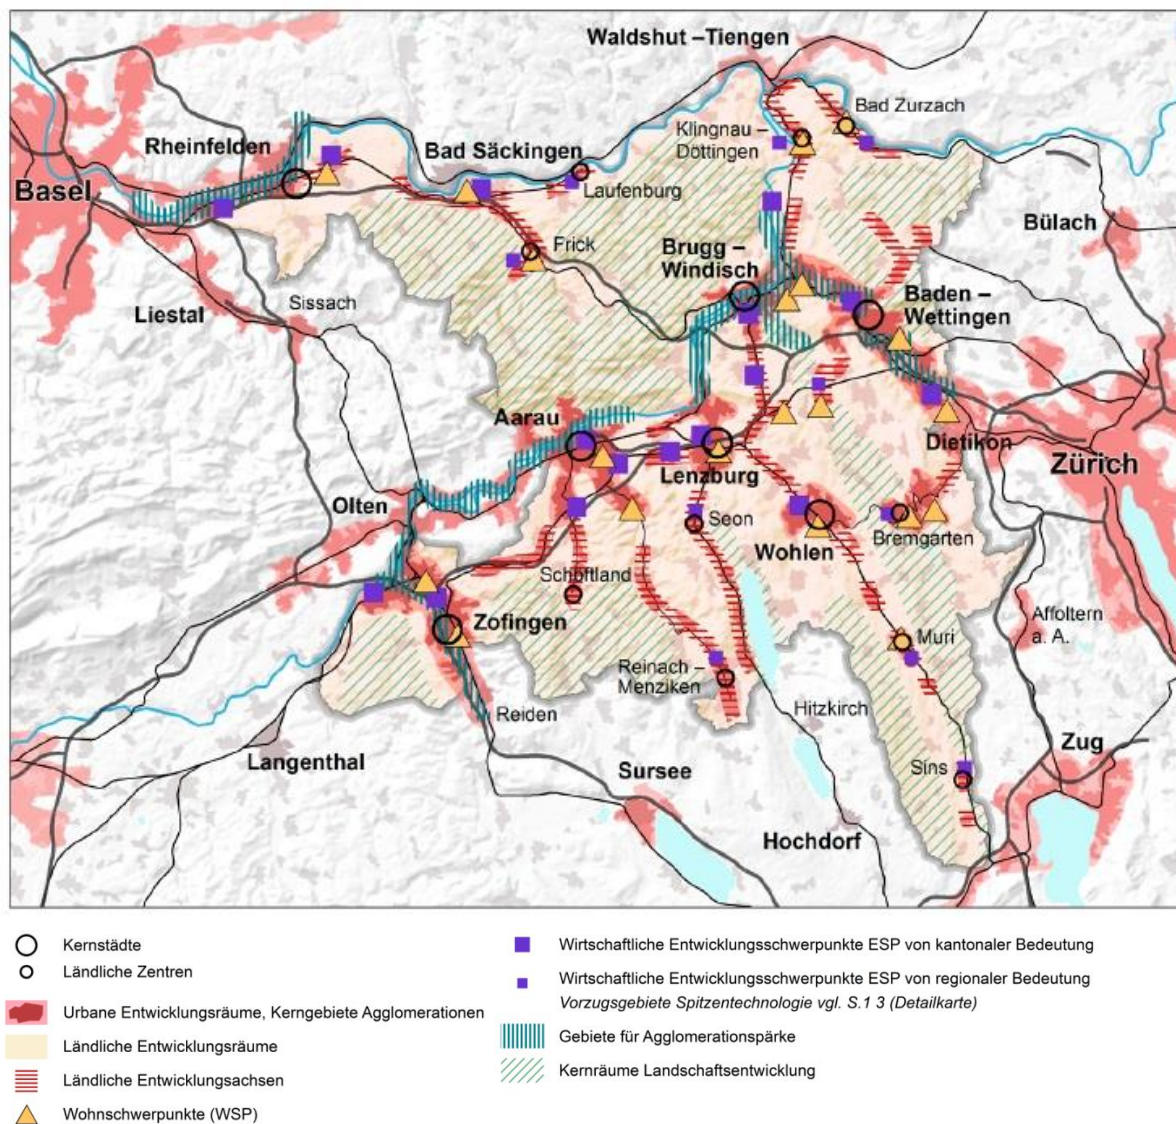 Waldshut –Tiengen
Bad Zurzach
Klingnau –
Döttingen
Rheinfelden
Bad Säckingen
Basel
Laufenburg
Bülach
Frick
Brugg –
Windisch
Baden –
Wettingen
Sissach
Liestal
Aarau
Dietikon
Zürich
Lenzburg
Olten
Seon
Wohlen
Bremgarten
Schöftland
Zofingen
Affoltern
a. A.
Muri
Reinach –
Menziken
Reiden
Hitzkirch
Langenthal
Sursee
Zug
Sins
Hochdorf
Kernstädte
Ländliche Zentren
Urbane Entwicklungsräume, Kerngebiete Agglomerationen
Ländliche Entwicklungsräume
Ländliche Entwicklungsachsen
Wohnschwerpunkte (WSP)
Wirtschaftliche Entwicklungsschwerpunkte ESP von kantonaler Bedeutung
Wirtschaftliche Entwicklungsschwerpunkte ESP von regionaler Bedeutung
Vorzugsgebiete Spitzentechnologie vgl. S.1 3 (Detailkarte)
Gebiete für Agglomerationspärke
Kernräume Landschaftsentwicklung